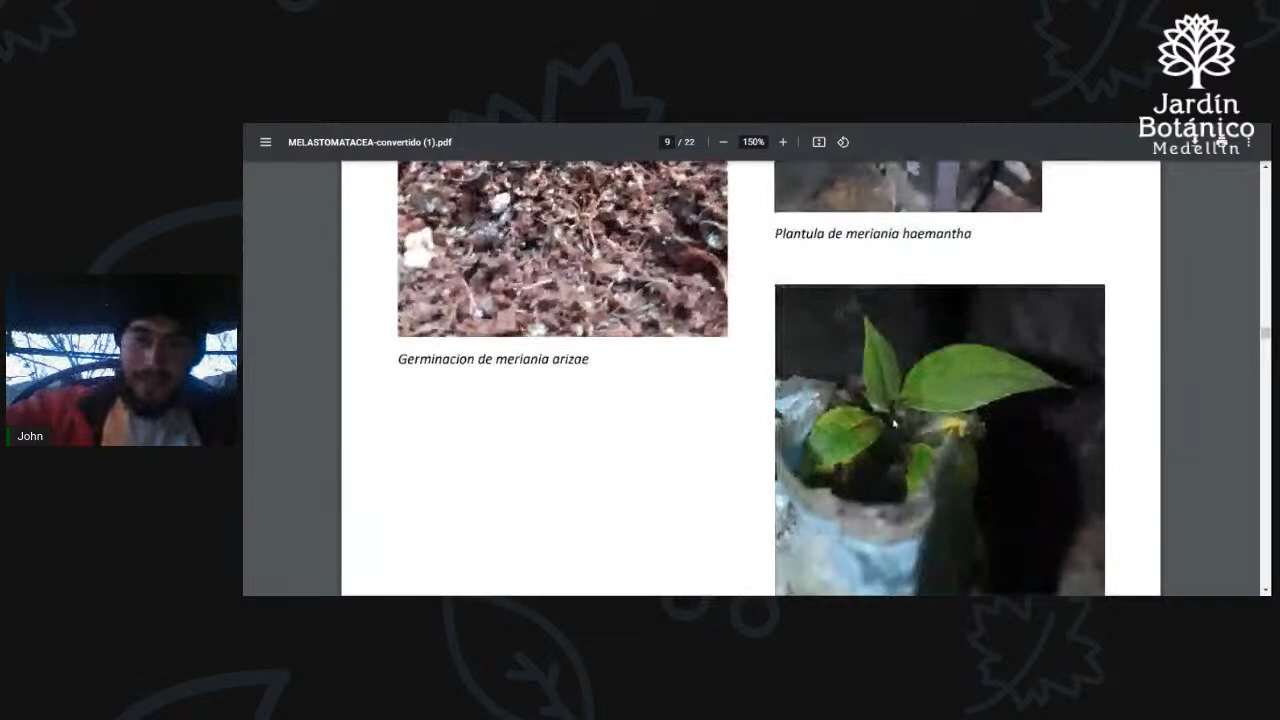 Jardín
Botánico
Medellín
MELASTOMATACEA-convertido (1).pdf
9 / 22
150%
Plantula de meriania haemantha
Germinacion de meriania arizae
John